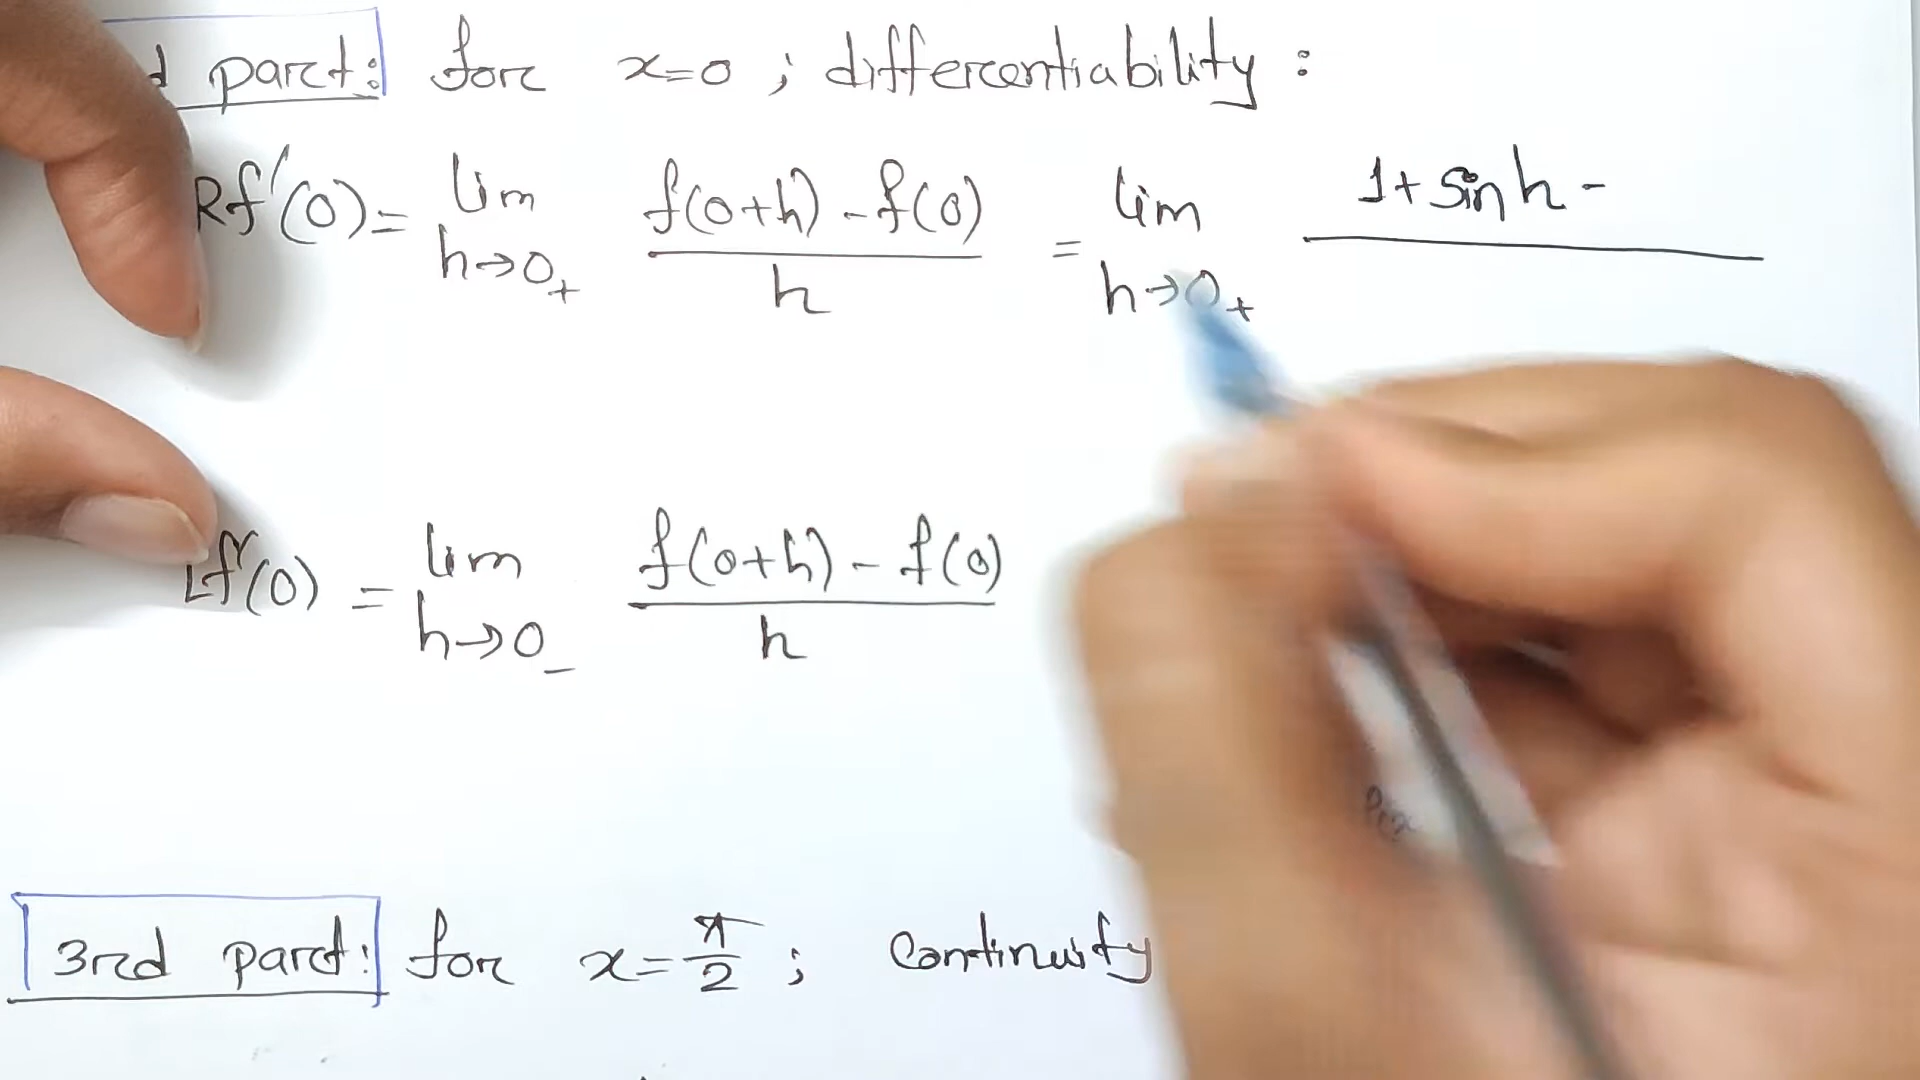 d part: for x=0 ; differentiability :
Rf'(0) = lim h→0+ f(0+h) - f(0) / h = lim h→0+ 1 + sin h -
Lf'(0) = lim h→0- f(0+h) - f(0) / h
3rd part: for x = π/2 ; continuity